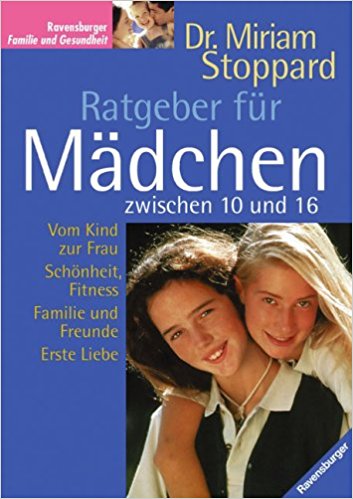 Ravensburger
Familie und Gesundheit
Dr. Miriam
Stoppard
Ratgeber für
Mädchen
zwischen 10 und 16
Vom Kind
zur Frau
Schönheit,
Fitness
Familie und
Freunde
Erste Liebe
Ravensburger